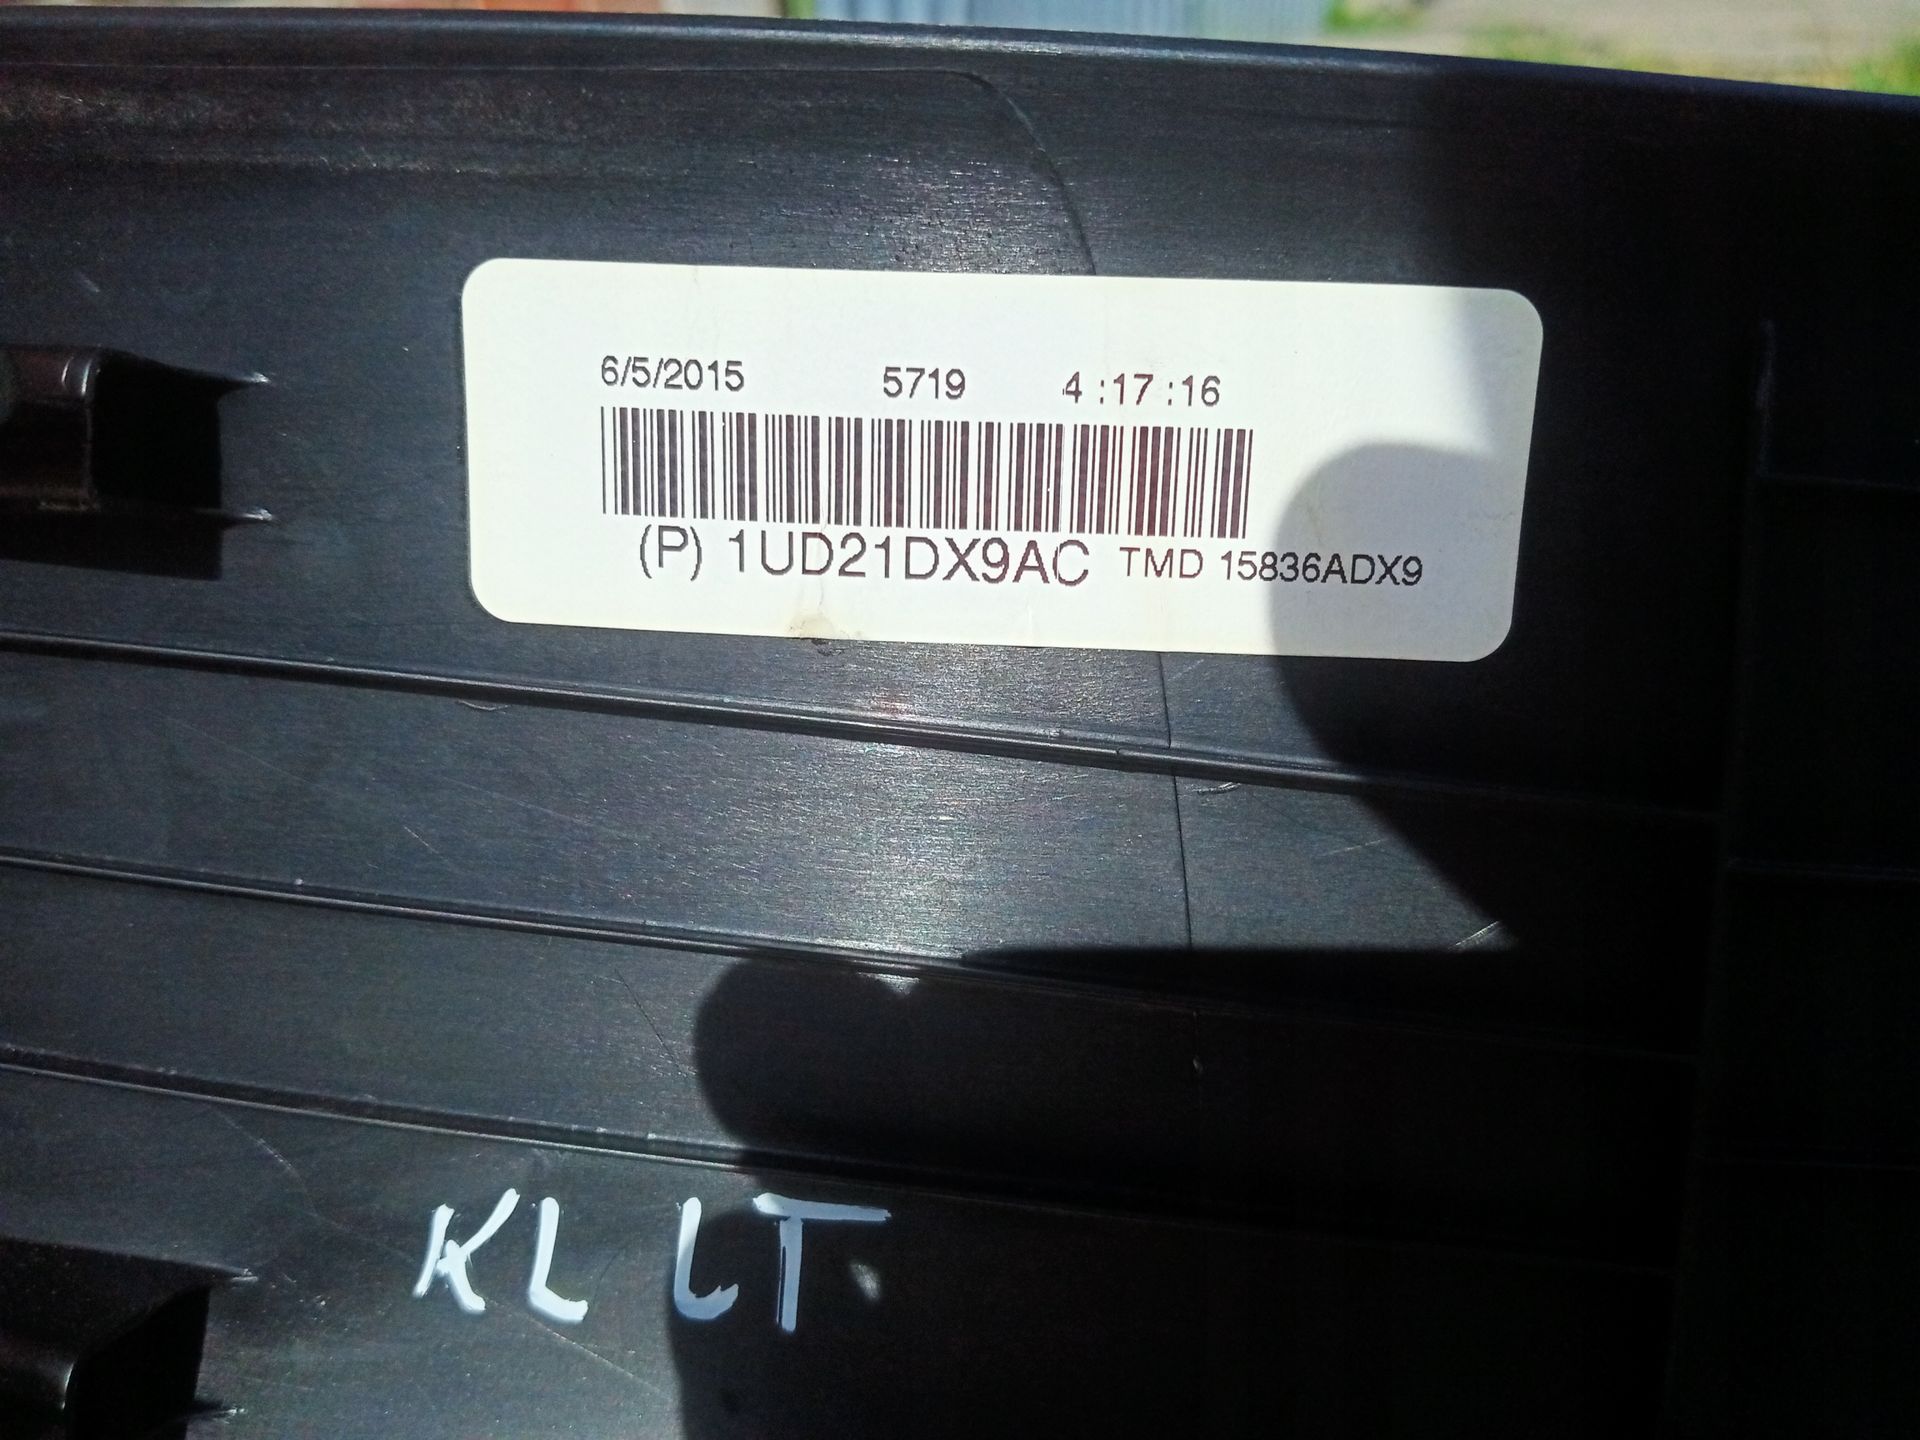 6/5/2015 5719 4 :17 :16
(P) 1UD21DX9AC TMD 15836ADX9
KL LT